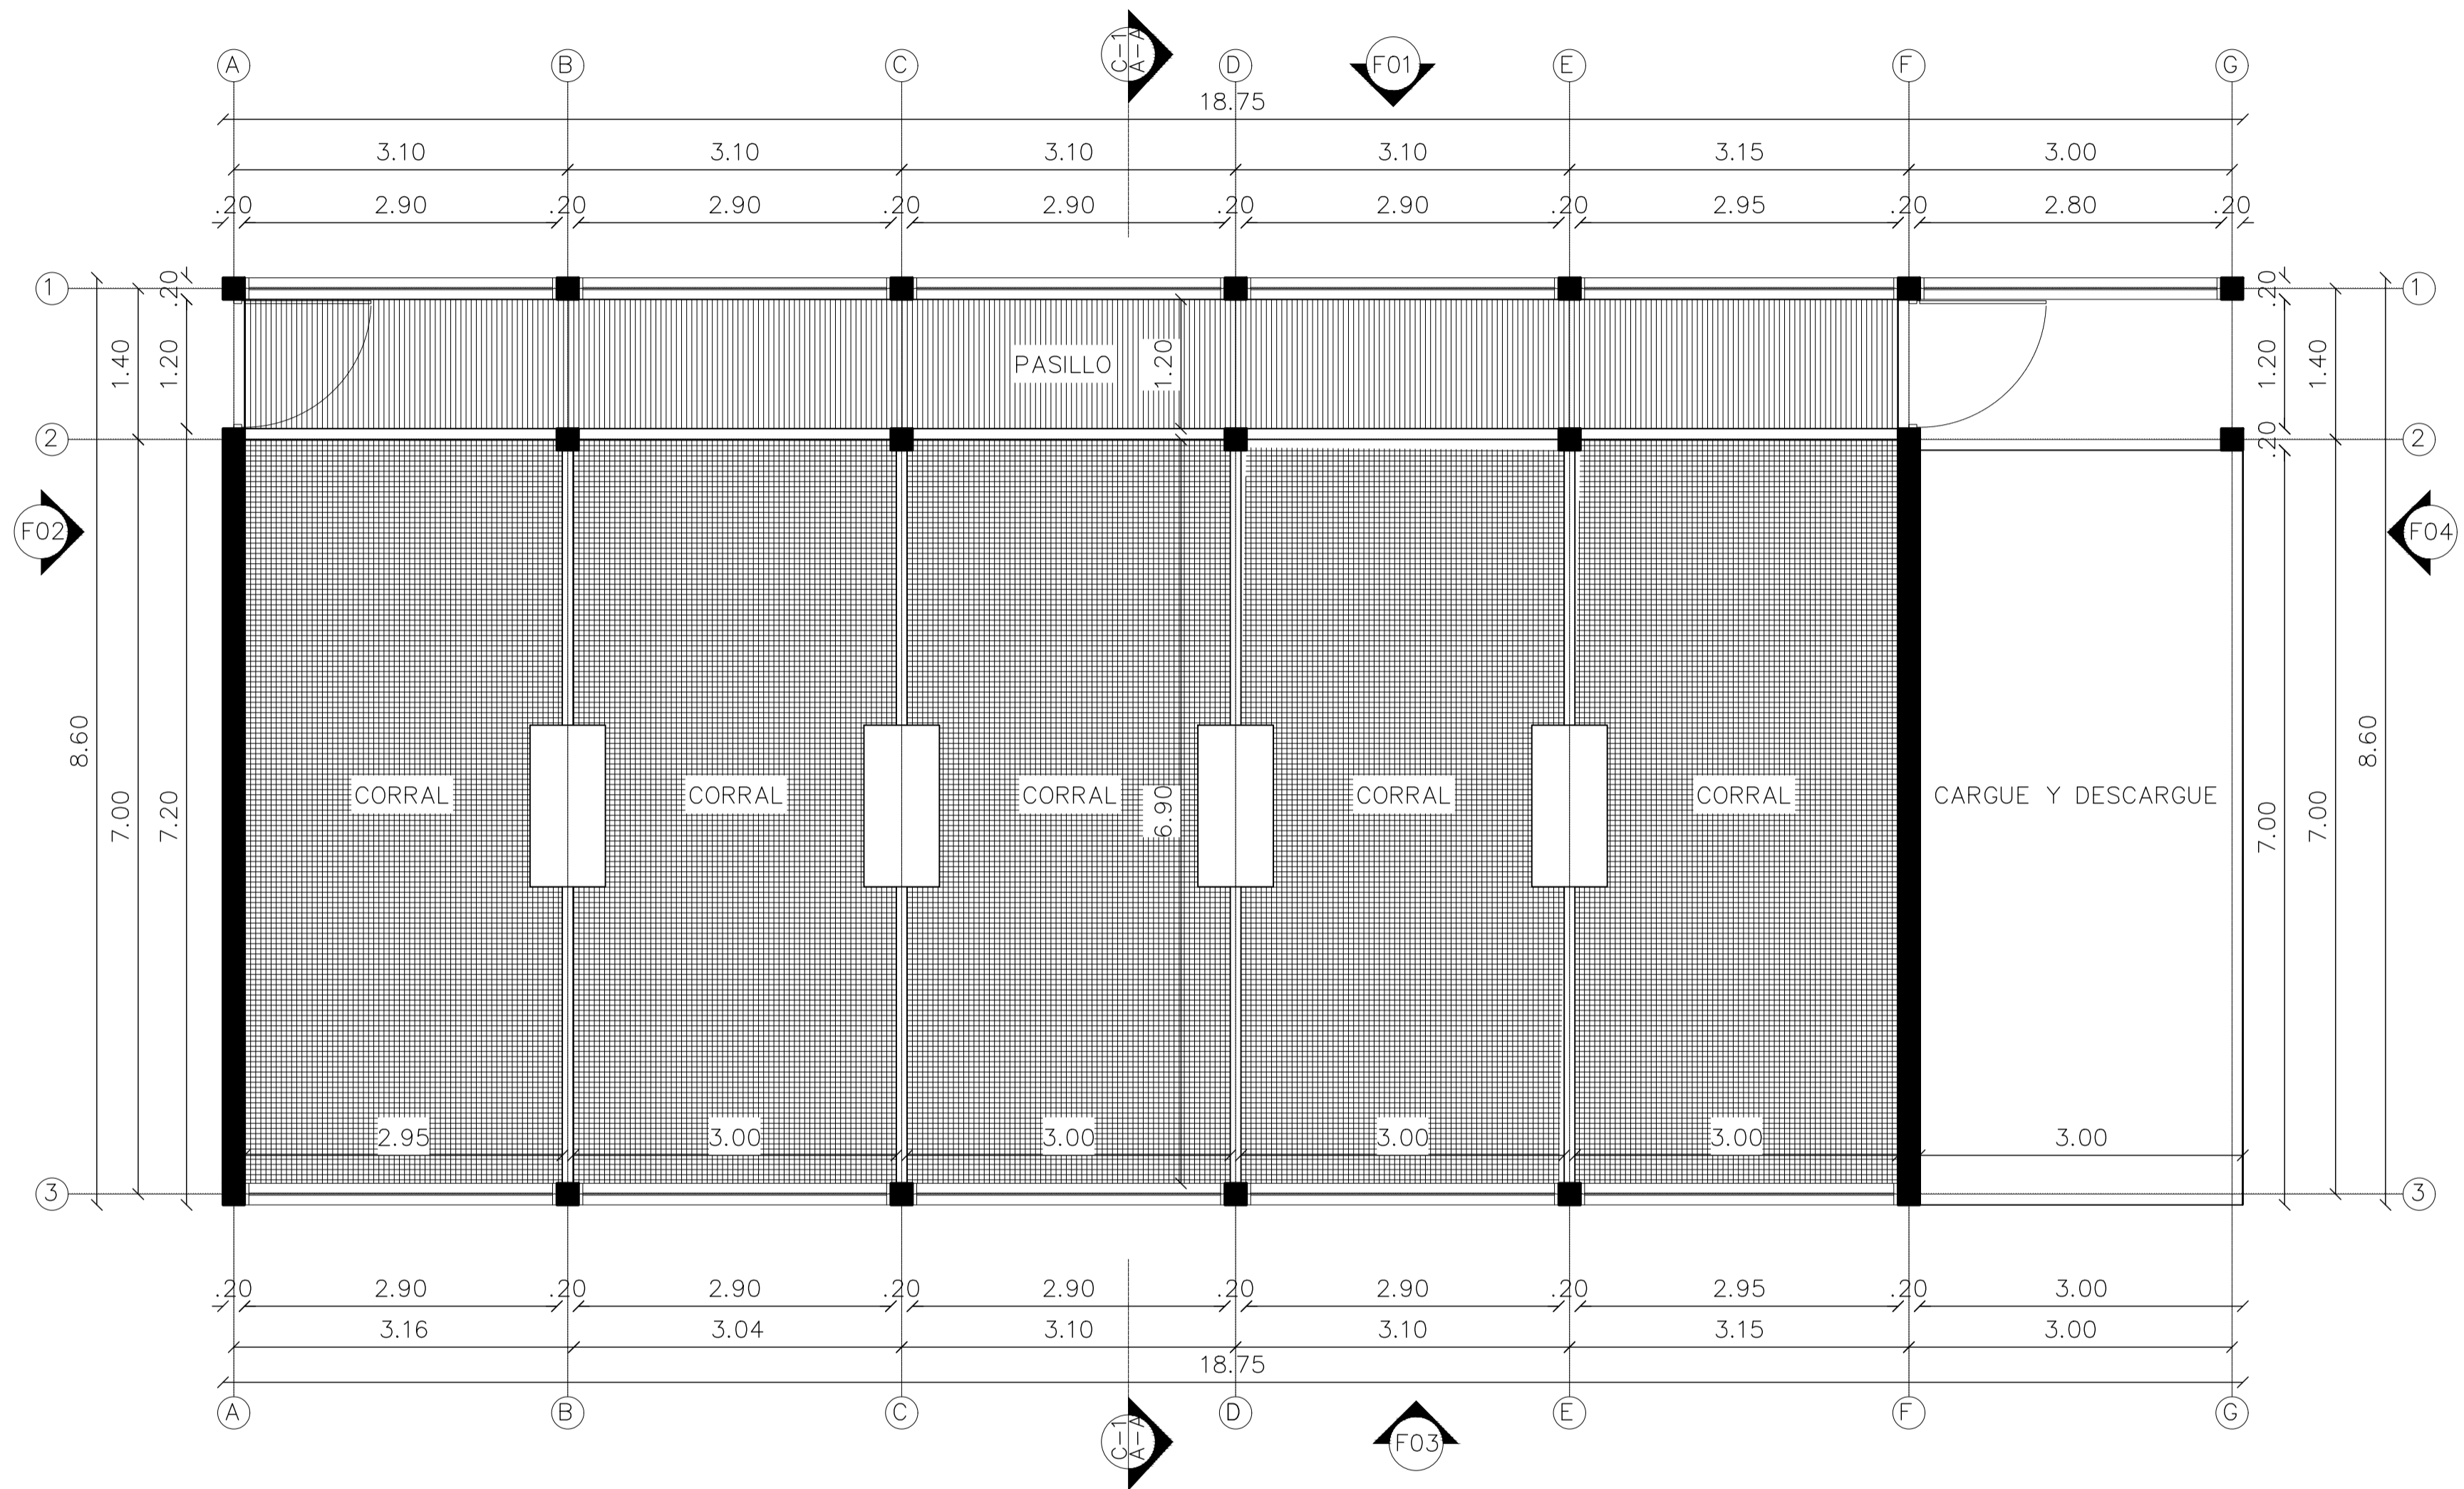 C-1
A-A
F01
A B C D E F G
18.75
3.10 3.10 3.10 3.10 3.15 3.00
.20 2.90 .20 2.90 .20 2.90 .20 2.90 .20 2.95 .20 2.80 .20
1 .20 .20 1
1.40 1.20 PASILLO 1.20 1.20 1.40
2 .20 2
F02 F04
8.60 8.60
7.00 7.20 CORRAL CORRAL CORRAL 6.90 CORRAL CORRAL CARGUE Y DESCARGUE 7.00 7.00
2.95 3.00 3.00 3.00 3.00 3.00
3 3
.20 2.90 .20 2.90 .20 2.90 .20 2.90 .20 2.95 .20 3.00
3.16 3.04 3.10 3.10 3.15 3.00
18.75
A B C D E F G
C-1
A-A
F03